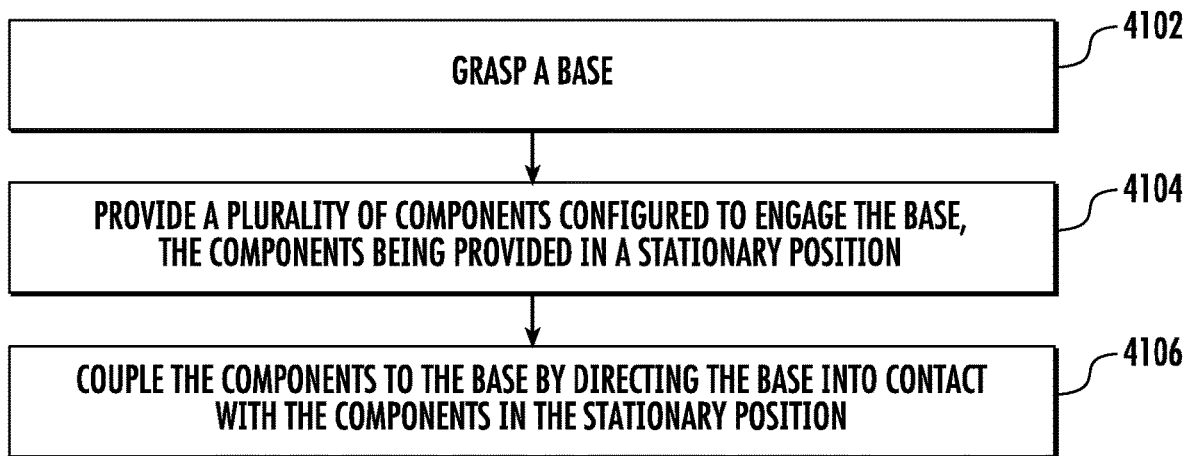 GRASP A BASE
4102
PROVIDE A PLURALITY OF COMPONENTS CONFIGURED TO ENGAGE THE BASE,
THE COMPONENTS BEING PROVIDED IN A STATIONARY POSITION
4104
COUPLE THE COMPONENTS TO THE BASE BY DIRECTING THE BASE INTO CONTACT
WITH THE COMPONENTS IN THE STATIONARY POSITION
4106